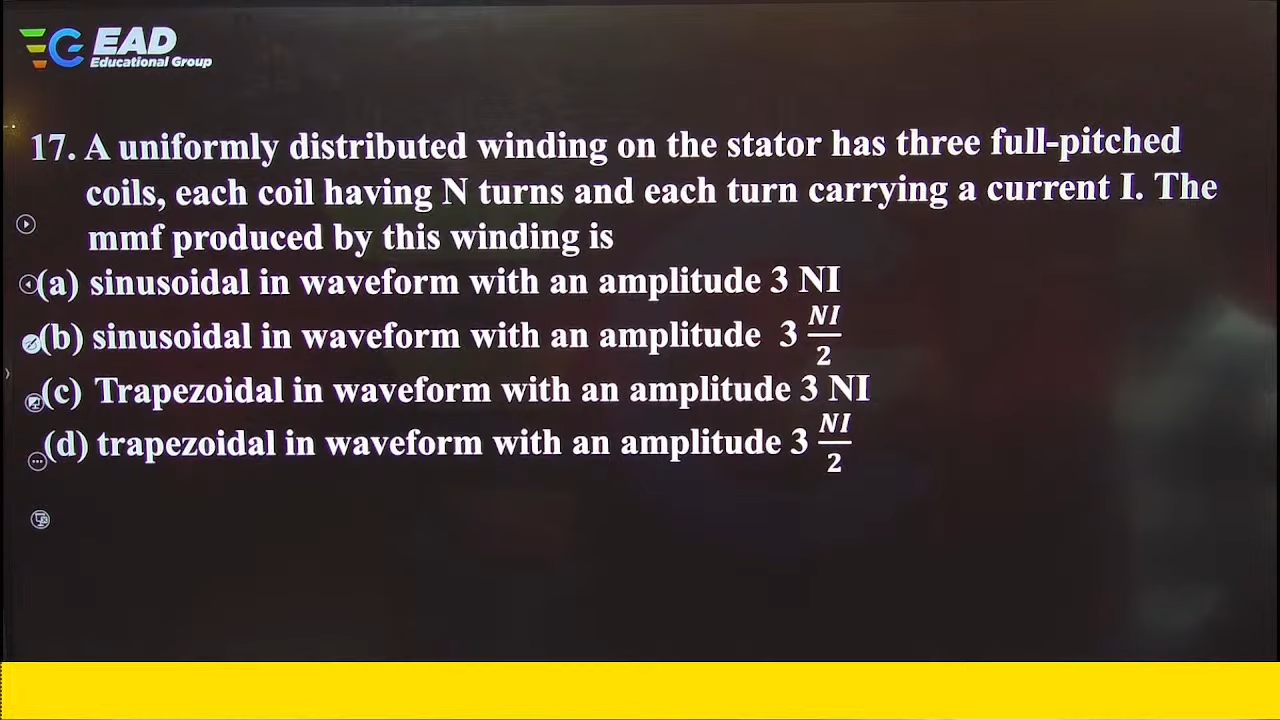 EAD
Educational Group
17. A uniformly distributed winding on the stator has three full-pitched
coils, each coil having N turns and each turn carrying a current I. The
mmf produced by this winding is
(a) sinusoidal in waveform with an amplitude 3 NI
(b) sinusoidal in waveform with an amplitude 3 NI/2
(c) Trapezoidal in waveform with an amplitude 3 NI
(d) trapezoidal in waveform with an amplitude 3 NI/2